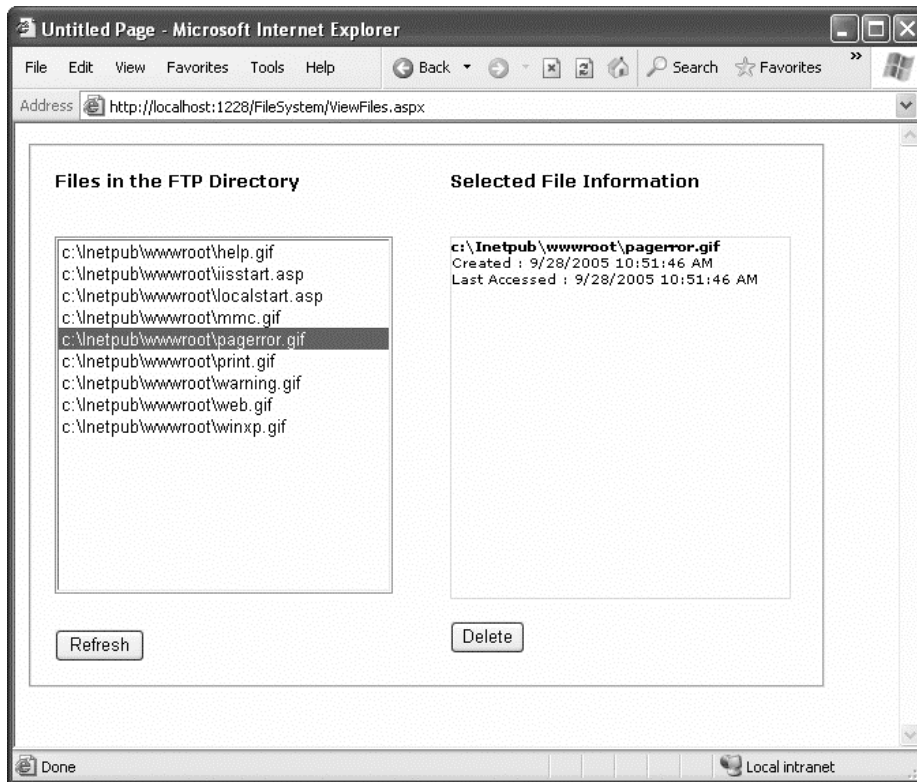 Untitled Page - Microsoft Internet Explorer
File Edit View Favorites Tools Help Back Search Favorites »
Address http://localhost:1228/FileSystem/ViewFiles.aspx
Files in the FTP Directory
c:\Inetpub\wwwroot\help.gif
c:\Inetpub\wwwroot\iisstart.asp
c:\Inetpub\wwwroot\localstart.asp
c:\Inetpub\wwwroot\mmc.gif
c:\Inetpub\wwwroot\pagerror.gif
c:\Inetpub\wwwroot\print.gif
c:\Inetpub\wwwroot\warning.gif
c:\Inetpub\wwwroot\web.gif
c:\Inetpub\wwwroot\winxp.gif
Refresh
Selected File Information
c:\Inetpub\wwwroot\pagerror.gif
Created : 9/28/2005 10:51:46 AM
Last Accessed : 9/28/2005 10:51:46 AM
Delete
Done Local intranet